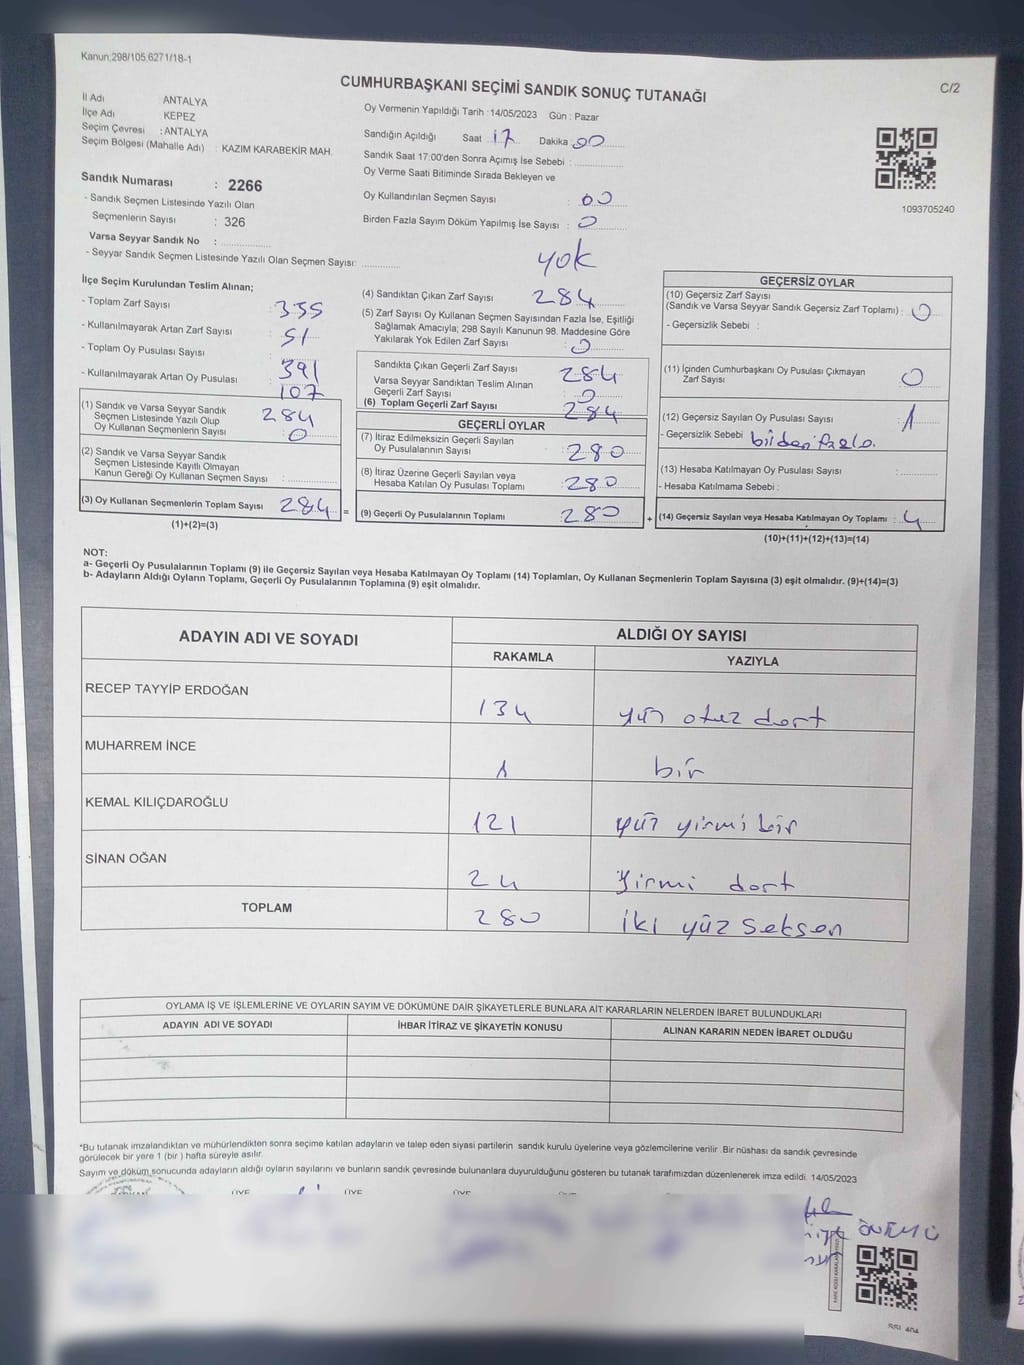 Kanun:298/105,6271/18-1
C/2
CUMHURBAŞKANI SEÇİMİ SANDIK SONUÇ TUTANAĞI
İl Adı ANTALYA
İlçe Adı KEPEZ
Seçim Çevresi : ANTALYA
Seçim Bölgesi (Mahalle Adı) : KAZIM KARABEKİR MAH.
Sandık Numarası : 2266
- Sandık Seçmen Listesinde Yazılı Olan
Seçmenlerin Sayısı : 326
Varsa Seyyar Sandık No :
- Seyyar Sandık Seçmen Listesinde Yazılı Olan Seçmen Sayısı:
Oy Vermenin Yapıldığı Tarih :14/05/2023 Gün : Pazar
Sandığın Açıldığı Saat 17 Dakika 00
Sandık Saat 17:00'den Sonra Açımış İse Sebebi :
Oy Verme Saati Bitiminde Sırada Bekleyen ve
Oy Kullandırılan Seçmen Sayısı : 00
Birden Fazla Sayım Döküm Yapılmış İse Sayısı : 0
yok
1093705240
İlçe Seçim Kurulundan Teslim Alınan;
- Toplam Zarf Sayısı : 335
- Kullanılmayarak Artan Zarf Sayısı : 51
- Toplam Oy Pusulası Sayısı : 391
- Kullanılmayarak Artan Oy Pusulası : 107
(1) Sandık ve Varsa Seyyar Sandık
Seçmen Listesinde Yazılı Olup
Oy Kullanan Seçmenlerin Sayısı : 284
0
(2) Sandık ve Varsa Seyyar Sandık
Seçmen Listesinde Kayıtlı Olmayan
Kanun Gereği Oy Kullanan Seçmen Sayısı :
(3) Oy Kullanan Seçmenlerin Toplam Sayısı : 284 =
(1)+(2)=(3)
(4) Sandıktan Çıkan Zarf Sayısı : 284
(5) Zarf Sayısı Oy Kullanan Seçmen Sayısından Fazla İse, Eşitliği
Sağlamak Amacıyla; 298 Sayılı Kanunun 98. Maddesine Göre
Yakılarak Yok Edilen Zarf Sayısı : 0
Sandıkta Çıkan Geçerli Zarf Sayısı : 284
Varsa Seyyar Sandıktan Teslim Alınan
Geçerli Zarf Sayısı : 0
(6) Toplam Geçerli Zarf Sayısı : 284
GEÇERLİ OYLAR
(7) İtiraz Edilmeksizin Geçerli Sayılan
Oy Pusulalarının Sayısı : 280
(8) İtiraz Üzerine Geçerli Sayılan veya
Hesaba Katılan Oy Pusulası Toplamı : 280
(9) Geçerli Oy Pusulalarının Toplamı : 280 +
GEÇERSİZ OYLAR
(10) Geçersiz Zarf Sayısı
(Sandık ve Varsa Seyyar Sandık Geçersiz Zarf Toplamı) : 0
- Geçersizlik Sebebi :
(11) İçinden Cumhurbaşkanı Oy Pusulası Çıkmayan
Zarf Sayısı : 0
(12) Geçersiz Sayılan Oy Pusulası Sayısı : 1
- Geçersizlik Sebebi : birden fazla.
(13) Hesaba Katılmayan Oy Pusulası Sayısı :
- Hesaba Katılmama Sebebi :
(14) Geçersiz Sayılan veya Hesaba Katılmayan Oy Toplamı : 4
(10)+(11)+(12)+(13)=(14)
NOT:
a- Geçerli Oy Pusulalarının Toplamı (9) ile Geçersiz Sayılan veya Hesaba Katılmayan Oy Toplamı (14) Toplamları, Oy Kullanan Seçmenlerin Toplam Sayısına (3) eşit olmalıdır. (9)+(14)=(3)
b- Adayların Aldığı Oyların Toplamı, Geçerli Oy Pusulalarının Toplamına (9) eşit olmalıdır.
ADAYIN ADI VE SOYADI
ALDIĞI OY SAYISI
RAKAMLA YAZIYLA
RECEP TAYYİP ERDOĞAN 134 yüz otuz dört
MUHARREM İNCE 1 bir
KEMAL KILIÇDAROĞLU 121 yüz yirmi bir
SİNAN OĞAN 24 yirmi dört
TOPLAM 280 iki yüz seksen
OYLAMA İŞ VE İŞLEMLERİNE VE OYLARIN SAYIM VE DÖKÜMÜNE DAİR ŞİKAYETLERLE BUNLARA AİT KARARLARIN NELERDEN İBARET BULUNDUKLARI
ADAYIN ADI VE SOYADI İHBAR İTİRAZ VE ŞİKAYETİN KONUSU ALINAN KARARIN NEDEN İBARET OLDUĞU
*Bu tutanak imzalandıktan ve mühürlendikten sonra seçime katılan adayların ve talep eden siyasi partilerin sandık kurulu üyelerine veya gözlemcilerine verilir .Bir nüshası da sandık çevresinde
görülecek bir yere 1 (bir ) hafta süreyle asılır.
Sayım ve döküm sonucunda adayların aldığı oyların sayılarını ve bunların sandık çevresinde bulunanlara duyurulduğunu gösteren bu tutanak tarafımızdan düzenlenerek imza edildi. 14/05/2023
ÜYE ÜYE ÜYE